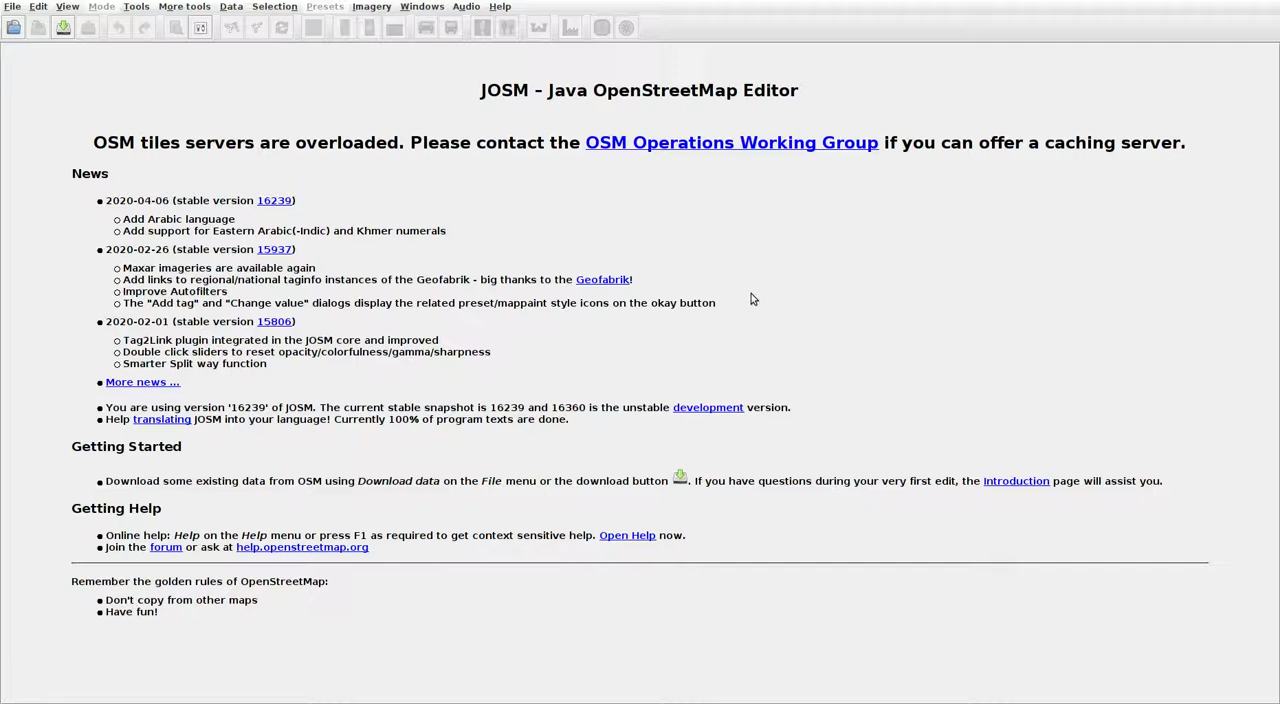 File Edit View Mode Tools More tools Data Selection Presets Imagery Windows Audio Help
JOSM – Java OpenStreetMap Editor
OSM tiles servers are overloaded. Please contact the OSM Operations Working Group if you can offer a caching server.
News
2020-04-06 (stable version 16239)
Add Arabic language
Add support for Eastern Arabic(-Indic) and Khmer numerals
2020-02-26 (stable version 15937)
Maxar imageries are available again
Add links to regional/national taginfo instances of the Geofabrik - big thanks to the Geofabrik!
Improve Autofilters
The "Add tag" and "Change value" dialogs display the related preset/mappaint style icons on the okay button
2020-02-01 (stable version 15806)
Tag2Link plugin integrated in the JOSM core and improved
Double click sliders to reset opacity/colorfulness/gamma/sharpness
Smarter Split way function
More news ...
You are using version '16239' of JOSM. The current stable snapshot is 16239 and 16360 is the unstable development version.
Help translating JOSM into your language! Currently 100% of program texts are done.
Getting Started
Download some existing data from OSM using Download data on the File menu or the download button . If you have questions during your very first edit, the Introduction page will assist you.
Getting Help
Online help: Help on the Help menu or press F1 as required to get context sensitive help. Open Help now.
Join the forum or ask at help.openstreetmap.org
Remember the golden rules of OpenStreetMap:
Don't copy from other maps
Have fun!